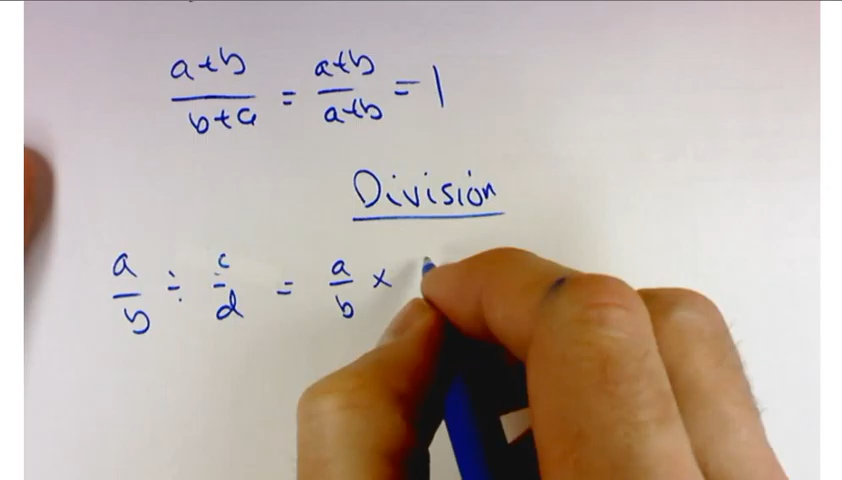 a+b / b+a = a+b / a+b = 1
Division
a/b ÷ c/d = a/b ×